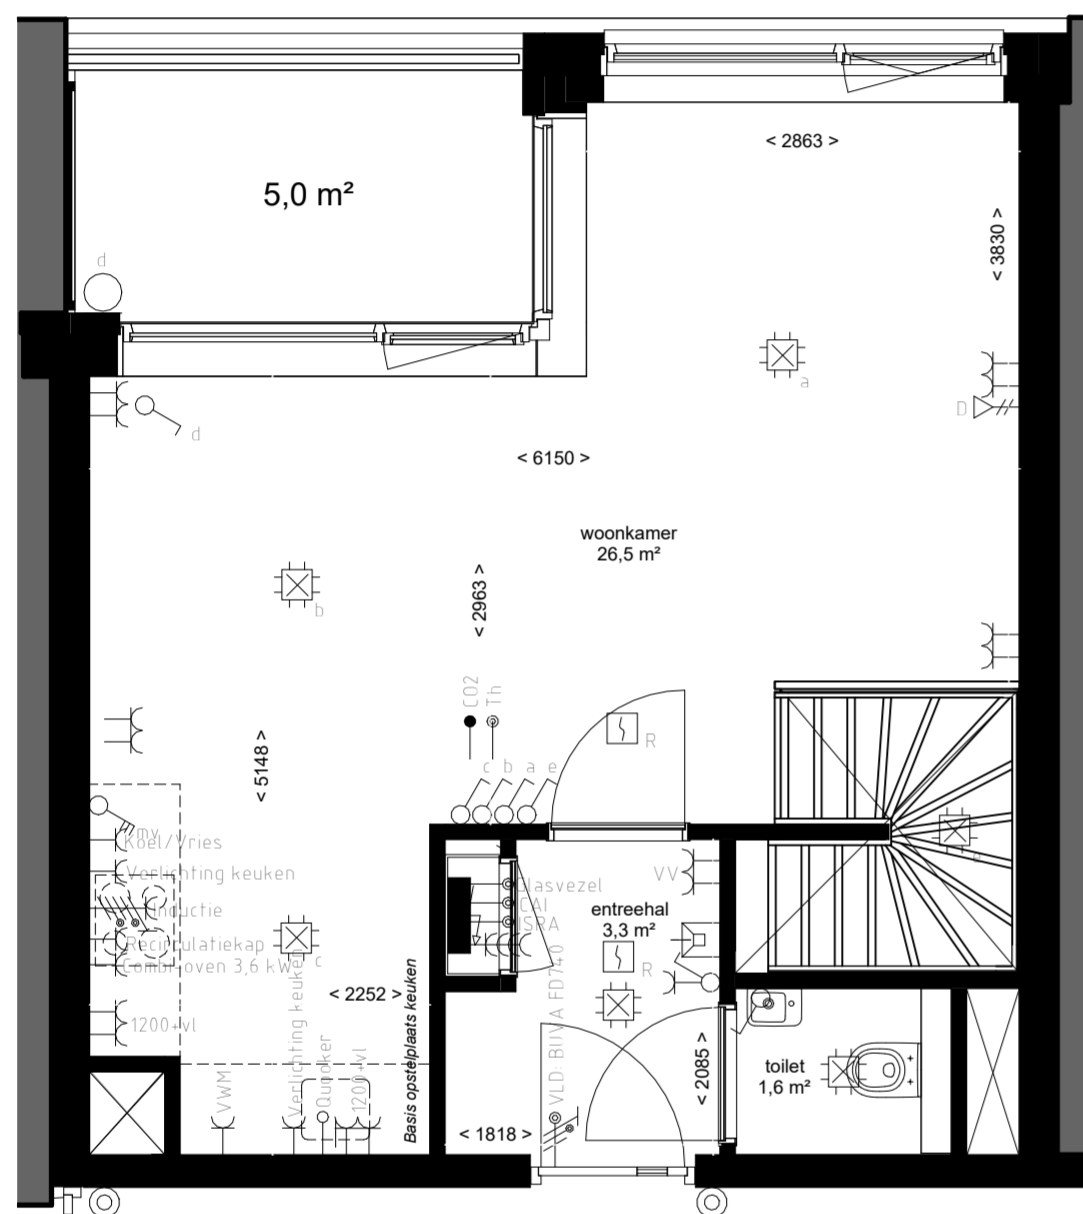 < 2863 >
5,0 m²
< 3830 >
d
a
D
d
< 6150 >
woonkamer
26,5 m²
< 2963 >
b
CO2
Th
R
< 5148 >
c b a e
mv
Koel/Vries
Verlichting keuken
Inductie
Recirculatiekap
Combi-oven 3,6 kW
1200+vl
c
VV
Glasvezel
CAI
ISRA
entreehal
3,3 m²
R
e
< 2252 >
Basis opstelplaats keuken
VLD: BUVA FD740
< 2085 >
toilet
1,6 m²
VWM
Verlichting keuken
Quooker
1200+vl
< 1818 >